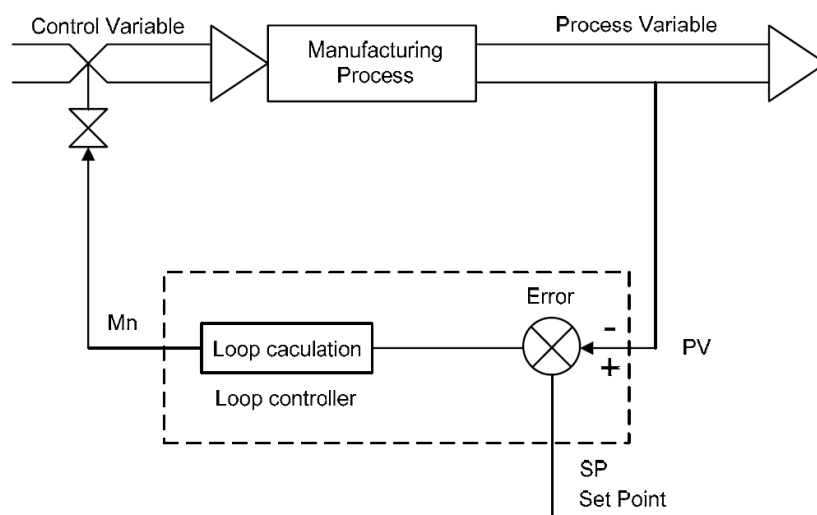 Control Variable
Process Variable
Manufacturing
Process
Error
Mn
-
Loop caculation
PV
+
Loop controller
SP
Set Point